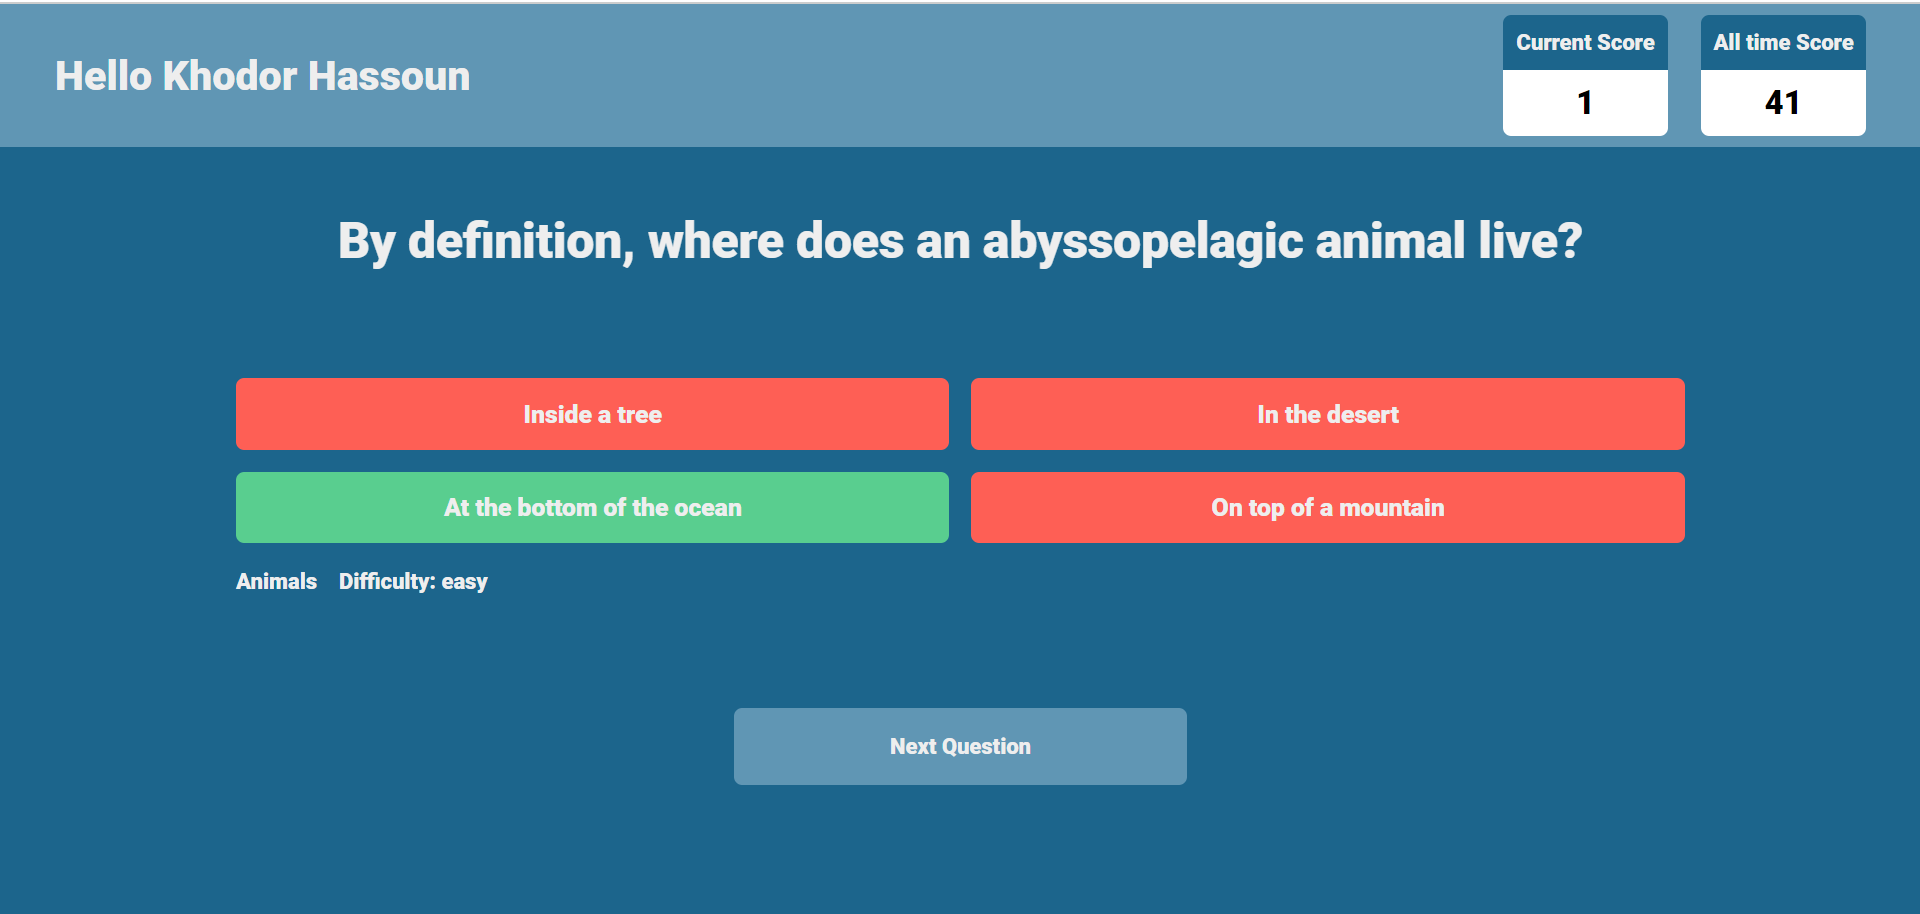 Hello Khodor Hassoun
Current Score
1
All time Score
41
By definition, where does an abyssopelagic animal live?
Inside a tree
In the desert
At the bottom of the ocean
On top of a mountain
Animals Difficulty: easy
Next Question